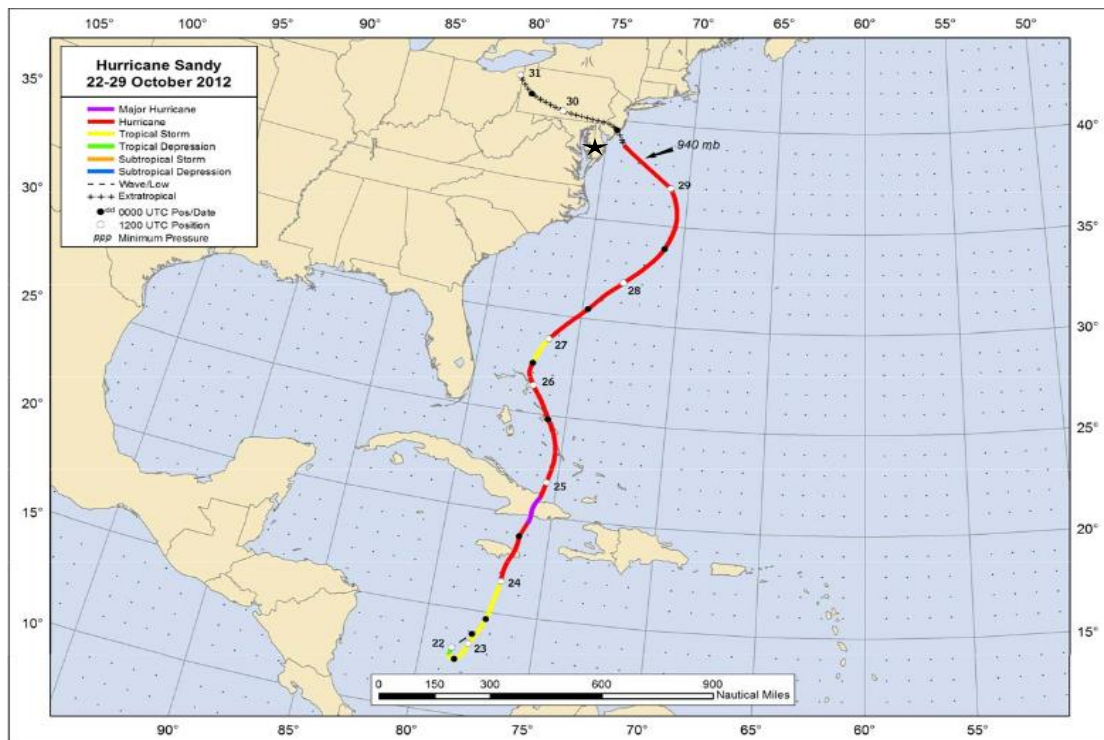 105° 100° 95° 90° 85° 80° 75° 70° 65° 60° 55° 50°
Hurricane Sandy
22-29 October 2012
Major Hurricane
Hurricane
Tropical Storm
Tropical Depression
Subtropical Storm
Subtropical Depression
Wave/Low
Extratropical
dd 0000 UTC Pos/Date
1200 UTC Position
ppp Minimum Pressure
35°
30°
25°
20°
15°
10°
31
30
940 mb
29
28
27
26
25
24
22
23
40°
35°
30°
25°
20°
15°
0 150 300 600 900
Nautical Miles
90° 85° 80° 75° 70° 65° 60° 55°